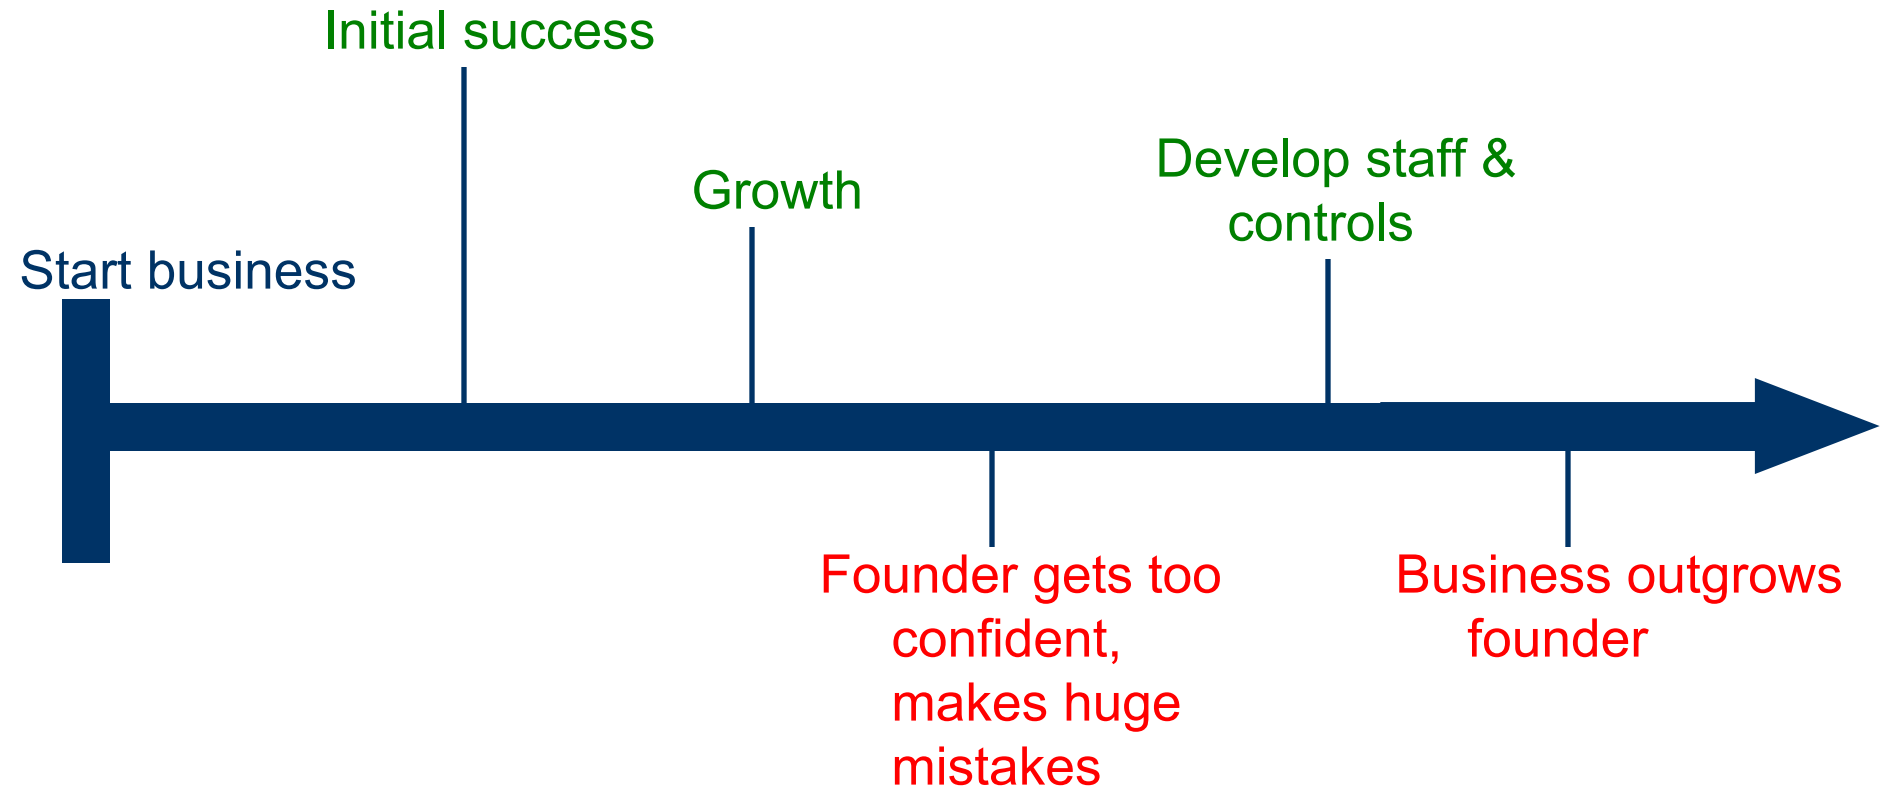 Initial success
Growth
Develop staff &
controls
Start business
Founder gets too
confident,
makes huge
mistakes
Business outgrows
founder